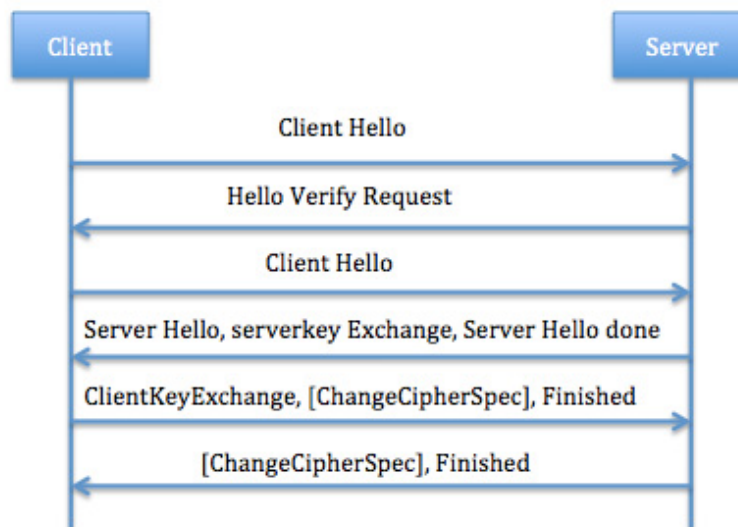 Client
Server
Client Hello
Hello Verify Request
Client Hello
Server Hello, serverkey Exchange, Server Hello done
ClientKeyExchange, [ChangeCipherSpec], Finished
[ChangeCipherSpec], Finished